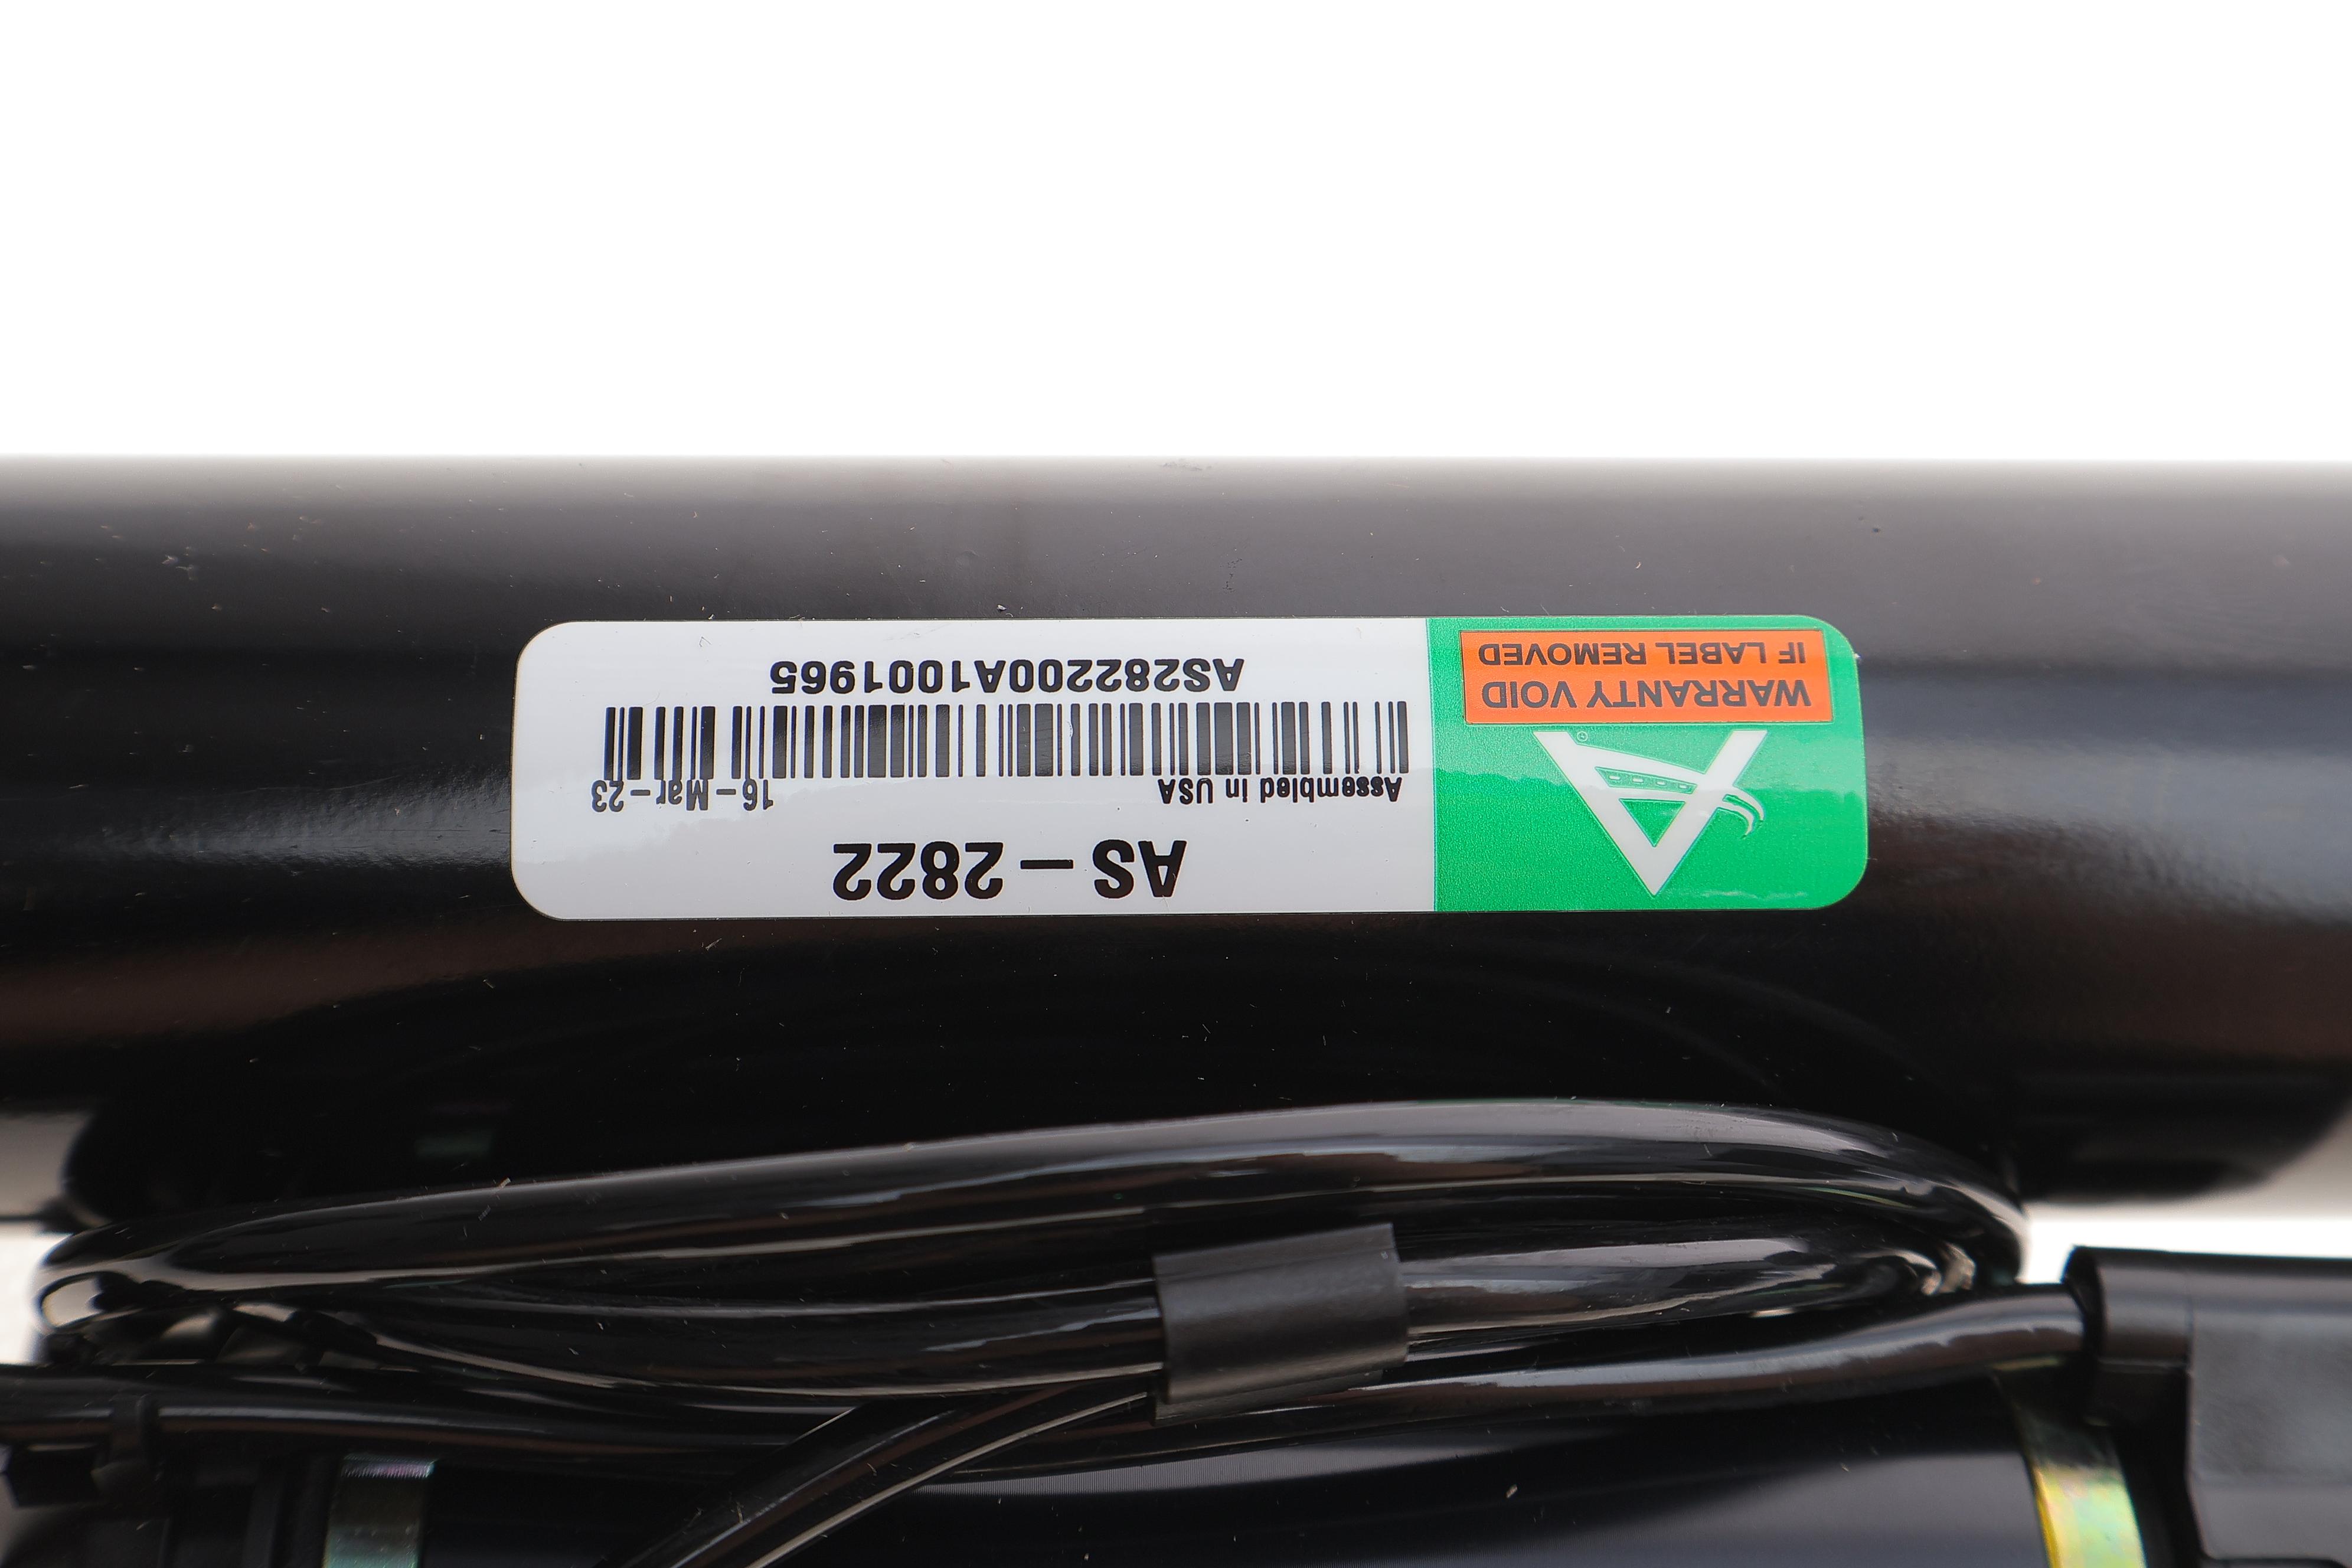 AS-2822
Assembled in USA 16-Mar-23
AS282200A1001965
WARRANTY VOID
IF LABEL REMOVED